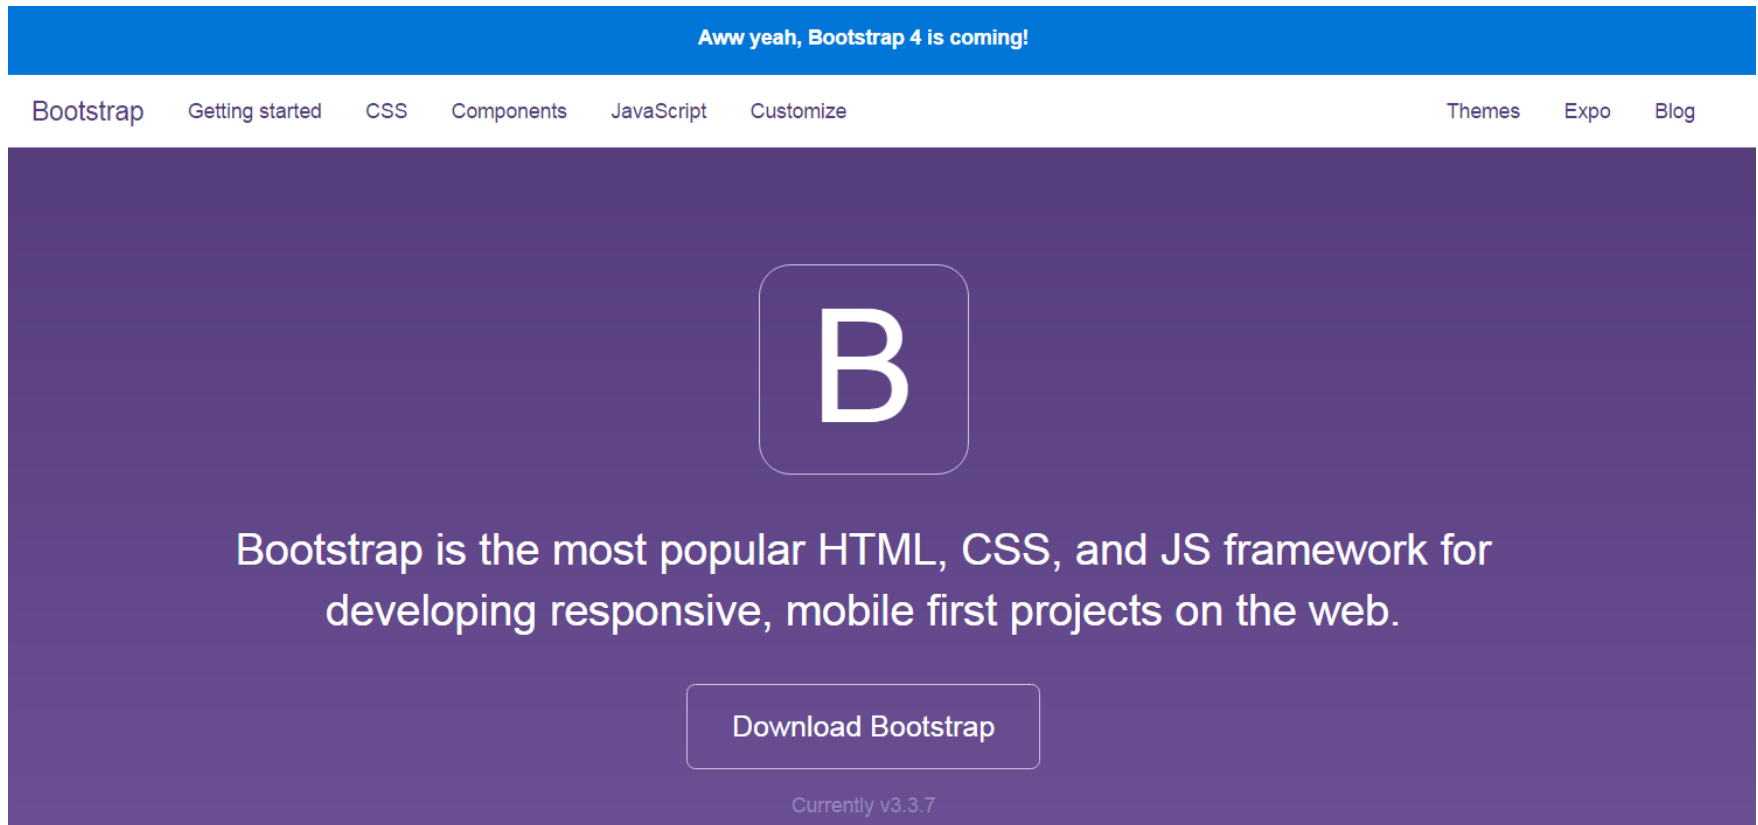 Aww yeah, Bootstrap 4 is coming!
Bootstrap Getting started CSS Components JavaScript Customize Themes Expo Blog
B
Bootstrap is the most popular HTML, CSS, and JS framework for
developing responsive, mobile first projects on the web.
Download Bootstrap
Currently v3.3.7